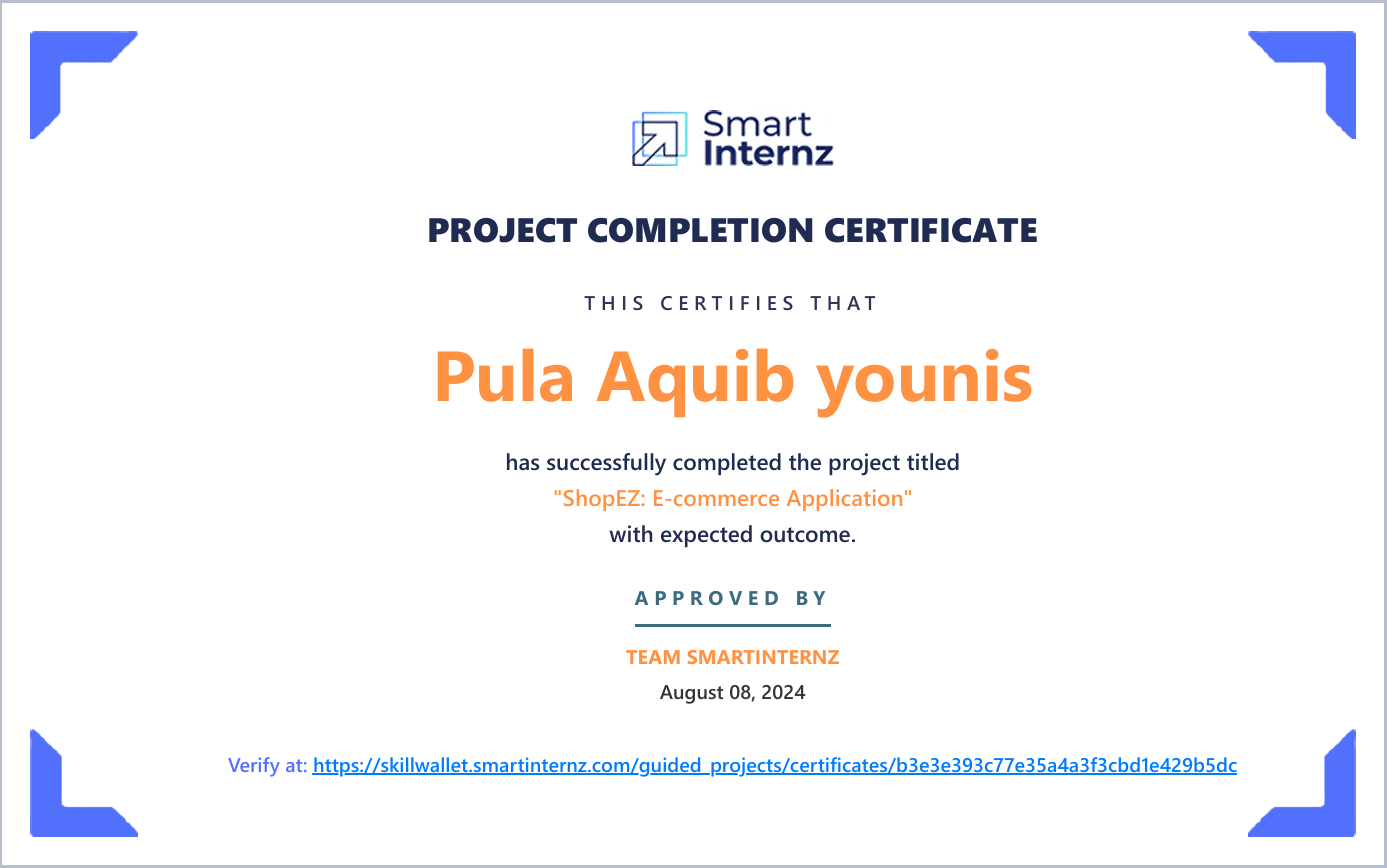 Smart
Internz
PROJECT COMPLETION CERTIFICATE
THIS CERTIFIES THAT
Pula Aquib younis
has successfully completed the project titled
"ShopEZ: E-commerce Application"
with expected outcome.
APPROVED BY
TEAM SMARTINTERNZ
August 08, 2024
Verify at: https://skillwallet.smartinternz.com/guided_projects/certificates/b3e3e393c77e35a4a3f3cbd1e429b5dc